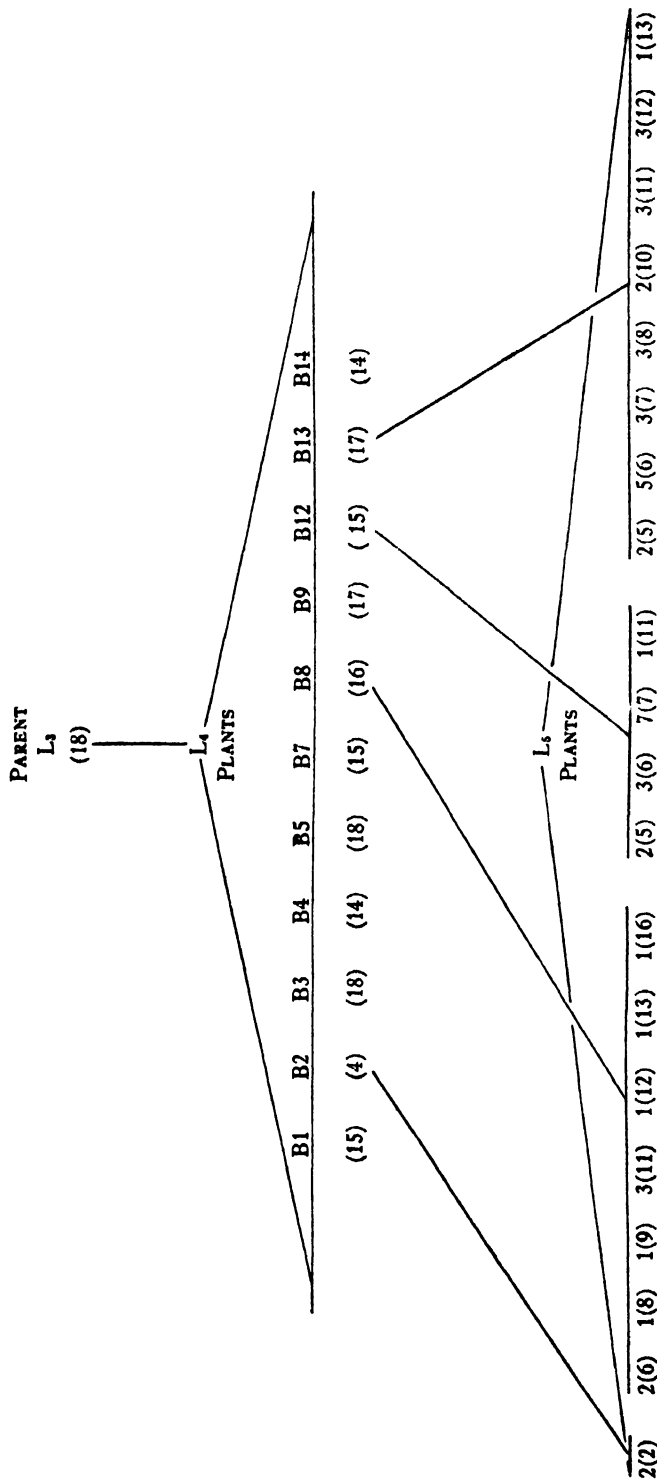 PARENT
L₃
(18)
L₄
PLANTS
B1 B2 B3 B4 B5 B7 B8 B9 B12 B13 B14
(15) (4) (18) (14) (18) (15) (16) (17) ( 15) (17) (14)
L₅
PLANTS
2(2) 2(6) 1(8) 1(9) 3(11) 1(12) 1(13) 1(16) 2(5) 3(6) 7(7) 1(11) 2(5) 5(6) 3(7) 3(8) 2(10) 3(11) 3(12) 1(13)